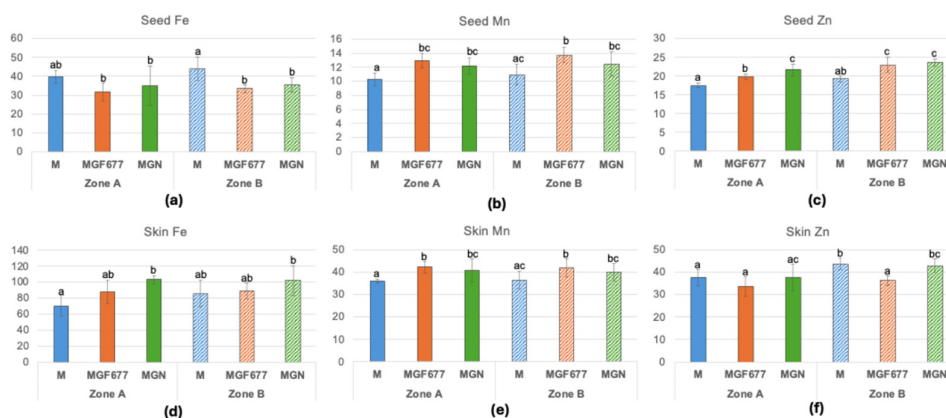 Seed Fe
60
50
40
30
20
10
0
ab
b
b
a
b
b
M MGF677 MGN M MGF677 MGN
Zone A Zone B
(a)
Seed Mn
16
14
12
10
8
6
4
2
0
a
bc
bc
ac
b
bc
M MGF677 MGN M MGF677 MGN
Zone A Zone B
(b)
Seed Zn
30
25
20
15
10
5
0
a
b
c
ab
c
c
M MGF677 MGN M MGF677 MGN
Zone A Zone B
(c)
Skin Fe
140
120
100
80
60
40
20
0
a
ab
b
ab
ab
b
M MGF677 MGN M MGF677 MGN
Zone A Zone B
(d)
Skin Mn
50
40
30
20
10
0
a
b
bc
ac
b
bc
M MGF677 MGN M MGF677 MGN
Zone A Zone B
(e)
Skin Zn
50
40
30
20
10
0
a
a
ac
b
a
bc
M MGF677 MGN M MGF677 MGN
Zone A Zone B
(f)